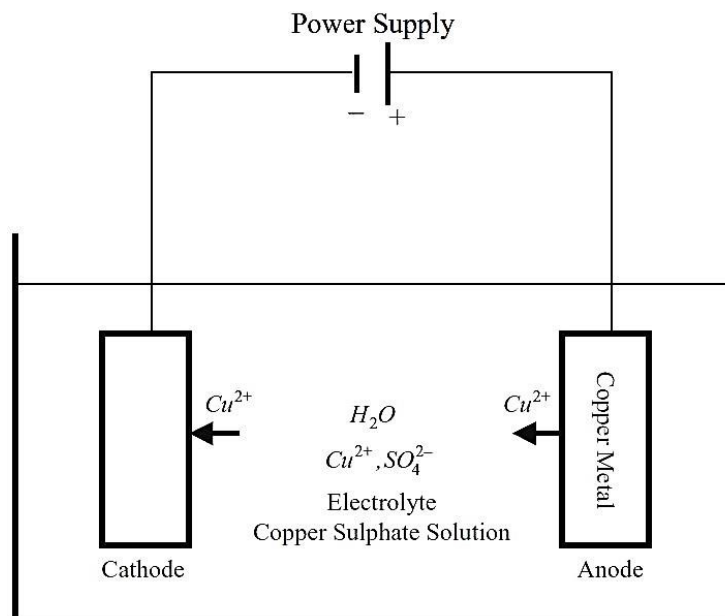 Power Supply
− +
Cu²⁺
H₂O
Cu²⁺
Cu²⁺, SO₄²⁻
Electrolyte
Copper Sulphate Solution
Copper Metal
Cathode
Anode